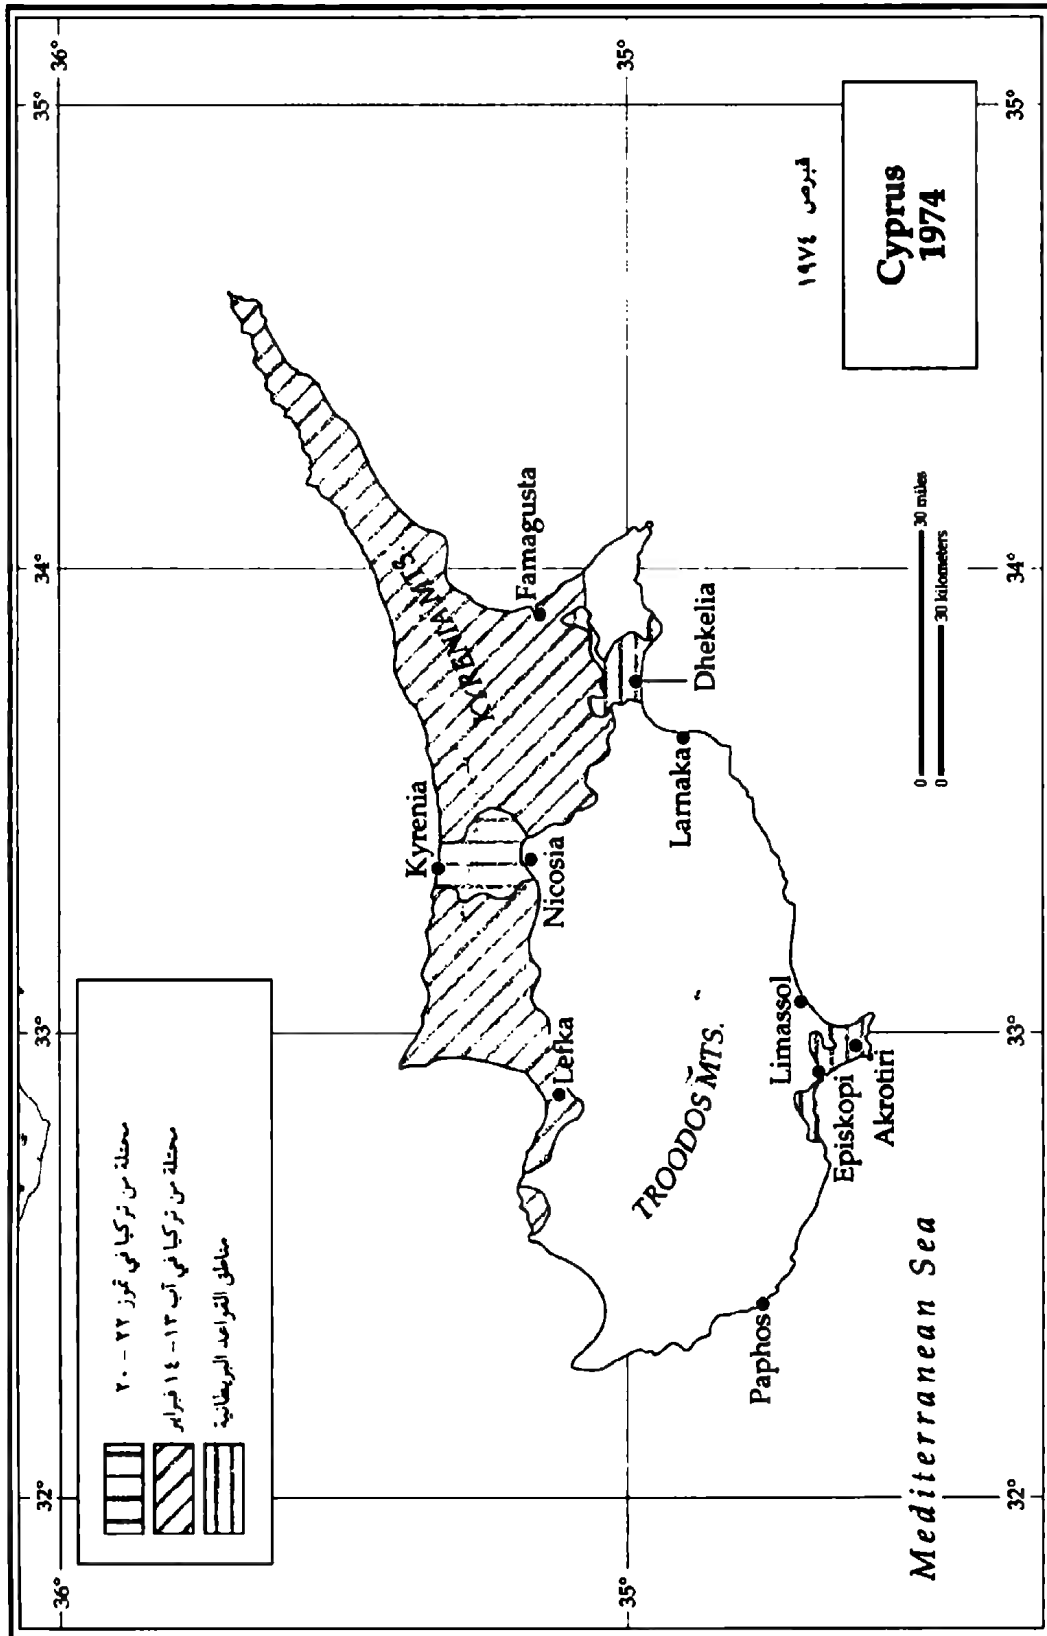 محتلة من تركيا في تموز ٢٢ - ٢٠
محتلة من تركيا في آب ١٣ - ١٤ فبراير
مناطق القواعد البريطانية
32°
33°
34°
35°
36°
36°
35°
35°
32°
33°
34°
35°
Kyrenia
KYRENIA MTS.
Nicosia
Famagusta
Lefka
Dhekelia
Larnaka
TROODOS MTS.
Limassol
Episkopi
Akrotiri
Paphos
Mediterranean Sea
0 30 miles
0 30 kilometers
قبرص ١٩٧٤
Cyprus
1974